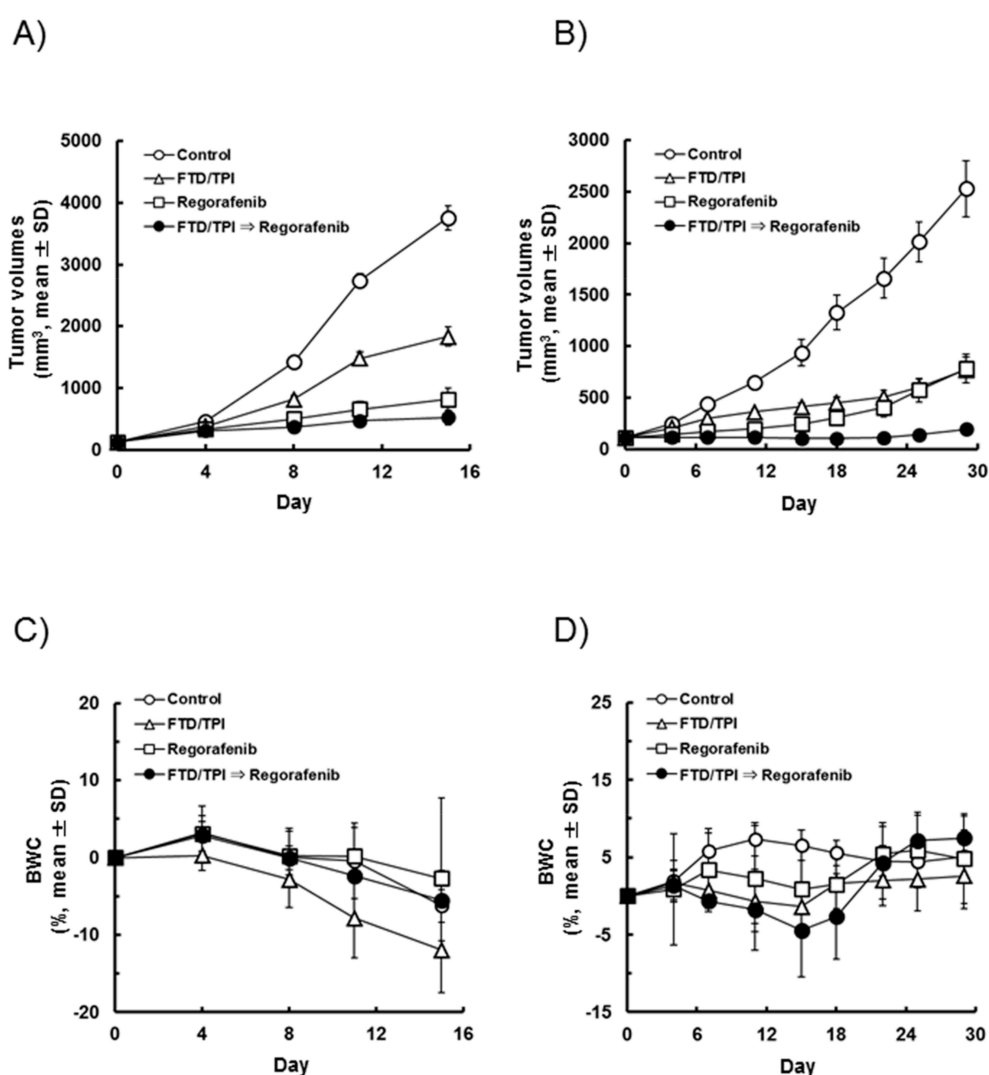 A)
Tumor volumes
(mm³, mean ± SD)
5000
4000
3000
2000
1000
0
Control
FTD/TPI
Regorafenib
FTD/TPI ⇒ Regorafenib
0 4 8 12 16
Day
B)
Tumor volumes
(mm³, mean ± SD)
3000
2500
2000
1500
1000
500
0
Control
FTD/TPI
Regorafenib
FTD/TPI ⇒ Regorafenib
0 6 12 18 24 30
Day
C)
BWC
(%, mean ± SD)
20
10
0
-10
-20
Control
FTD/TPI
Regorafenib
FTD/TPI ⇒ Regorafenib
0 4 8 12 16
Day
D)
BWC
(%, mean ± SD)
25
15
5
-5
-15
Control
FTD/TPI
Regorafenib
FTD/TPI ⇒ Regorafenib
0 6 12 18 24 30
Day